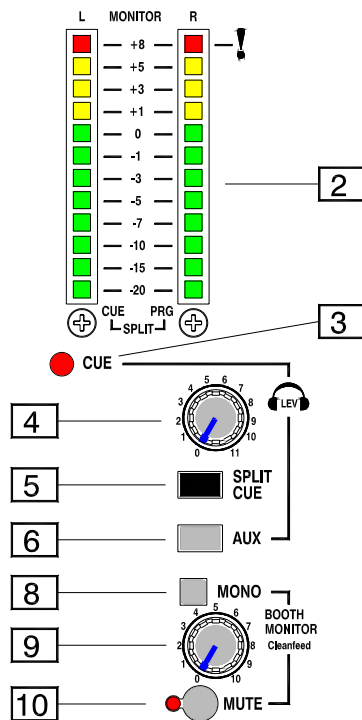 L MONITOR R
+8
+5
+3
+1
0
-1
-3
-5
-7
-10
-15
-20
2
CUE PRG
SPLIT
3
CUE
LEV
4
0 1 2 3 4 5 6 7 8 9 10 11
5
SPLIT
CUE
6
AUX
8
MONO
BOOTH
MONITOR
Cleanfeed
9
0 1 2 3 4 5 6 7 8 9 10 11
10
MUTE